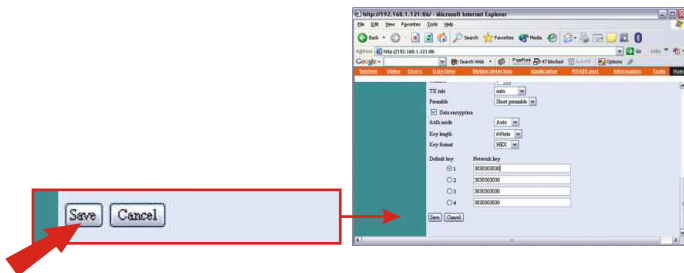 http://192.168.1.121:86/ - Microsoft Internet Explorer
File Edit View Favorites Tools Help
Back Search Favorites Media
Address http://192.168.1.121:86 Go Links
Google Search Web PageRank 47 blocked AutoFill Options
System Video Users Date/Time Motion detection Application RS485 port Information Tools
TX rate auto
Preamble Short preamble
Data encryption
Auth mode Auto
Key length 64bits
Key format HEX
Default key Network key
1 3030303030
2 3030303030
3 3030303030
4 3030303030
Save Cancel
Save Cancel